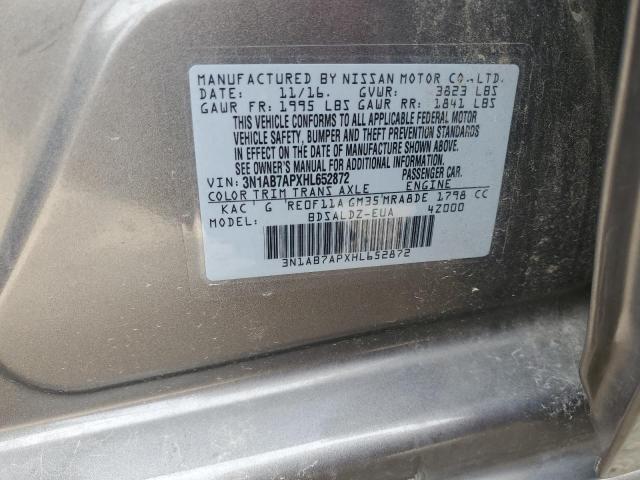 MANUFACTURED BY NISSAN MOTOR CO.,LTD.
DATE: 11/16. GVWR: 3823 LBS
GAWR FR: 1995 LBS GAWR RR: 1841 LBS
THIS VEHICLE CONFORMS TO ALL APPLICABLE FEDERAL MOTOR
VEHICLE SAFETY, BUMPER AND THEFT PREVENTION STANDARDS
IN EFFECT ON THE DATE OF MANUFACTURE SHOWN ABOVE.
SEE OWNER'S MANUAL FOR ADDITIONAL INFORMATION.
VIN: 3N1AB7APXHL652872 PASSENGER CAR.
COLOR TRIM TRANS AXLE ENGINE
KAC G RE0F11A GM35 MRA8DE 1798 CC
MODEL: BDSALDZ-EUA 42000
3N1AB7APXHL652872